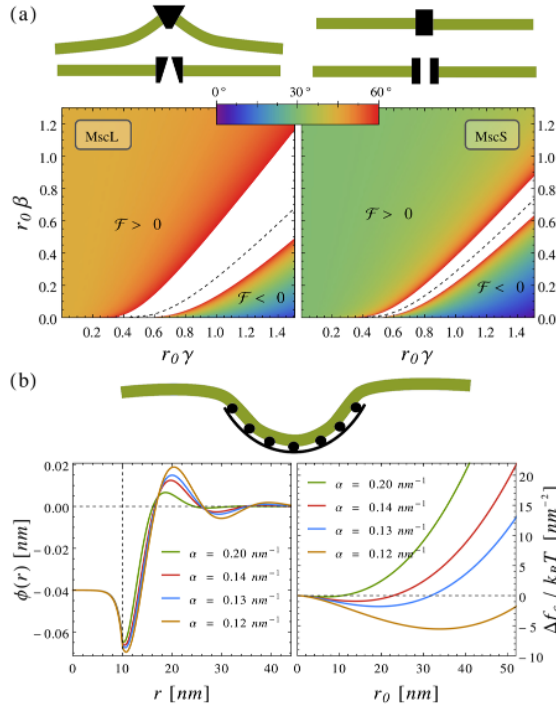 (a)
0° 30° 60°
MscL
MscS
ℱ > 0
ℱ > 0
ℱ < 0
ℱ < 0
r₀ β
1.2
1.0
0.8
0.6
0.4
0.2
0.0
1.2
1.0
0.8
0.6
0.4
0.2
0.0
0.2 0.4 0.6 0.8 1.0 1.2 1.4
0.2 0.4 0.6 0.8 1.0 1.2 1.4
r₀ γ
r₀ γ
(b)
ϕ(r) [nm]
0.02
0.00
-0.02
-0.04
-0.06
α = 0.20 nm⁻¹
α = 0.14 nm⁻¹
α = 0.13 nm⁻¹
α = 0.12 nm⁻¹
0 10 20 30 40
r [nm]
α = 0.20 nm⁻¹
α = 0.14 nm⁻¹
α = 0.13 nm⁻¹
α = 0.12 nm⁻¹
20
15
10
5
0
-5
-10
0 10 20 30 40 50
r₀ [nm]